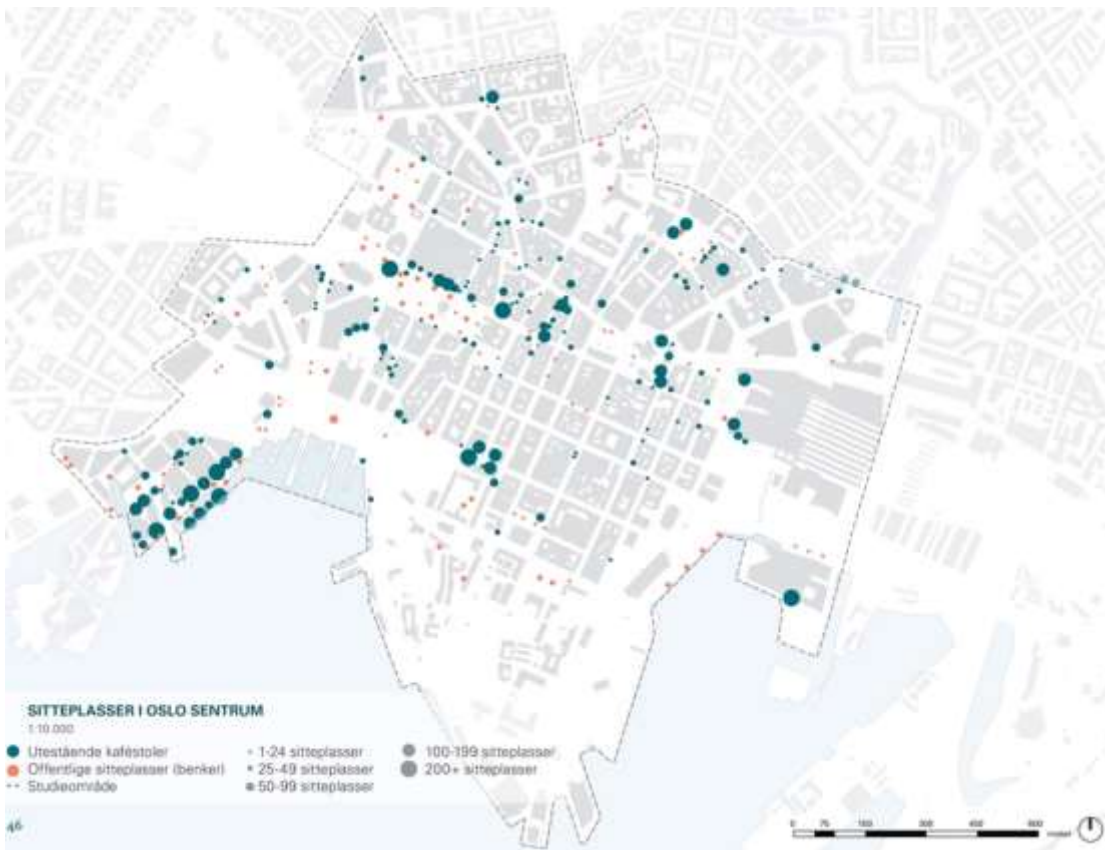 SITTEPLASSER I OSLO SENTRUM
1:10 000
Utestående kaféstoler
Offentlige sitteplasser (benker)
Studieområde
1-24 sitteplasser
25-49 sitteplasser
50-99 sitteplasser
100-199 sitteplasser
200+ sitteplasser
46
0 75 150 300 450 600 meter